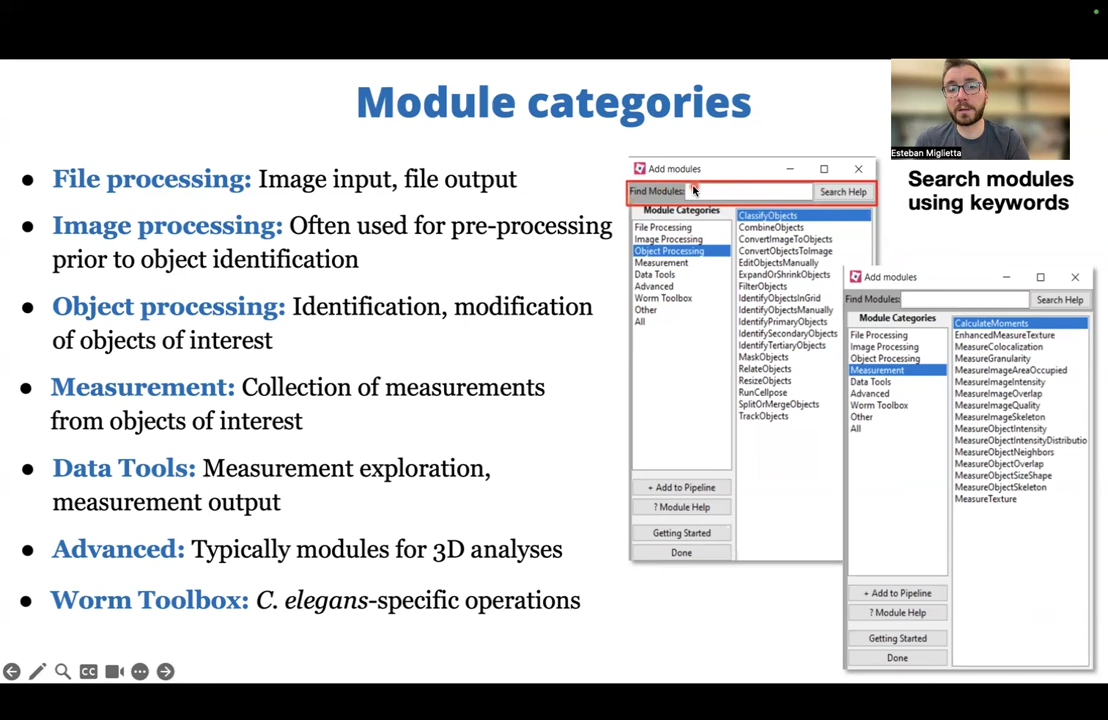 Module categories
● File processing: Image input, file output
● Image processing: Often used for pre-processing
prior to object identification
● Object processing: Identification, modification
of objects of interest
● Measurement: Collection of measurements
from objects of interest
● Data Tools: Measurement exploration,
measurement output
● Advanced: Typically modules for 3D analyses
● Worm Toolbox: C. elegans-specific operations
Esteban Miglietta
Search modules
using keywords
Add modules
Find Modules:
Search Help
Module Categories
File Processing
Image Processing
Object Processing
Measurement
Data Tools
Advanced
Worm Toolbox
Other
All
ClassifyObjects
CombineObjects
ConvertImageToObjects
ConvertObjectsToImage
EditObjectsManually
ExpandOrShrinkObjects
FilterObjects
IdentifyObjectsInGrid
IdentifyObjectsManually
IdentifyPrimaryObjects
IdentifySecondaryObjects
IdentifyTertiaryObjects
MaskObjects
RelateObjects
ResizeObjects
RunCellpose
SplitOrMergeObjects
TrackObjects
+ Add to Pipeline
? Module Help
Getting Started
Done
Add modules
Find Modules:
Search Help
Module Categories
File Processing
Image Processing
Object Processing
Measurement
Data Tools
Advanced
Worm Toolbox
Other
All
CalculateMoments
EnhancedMeasureTexture
MeasureColocalization
MeasureGranularity
MeasureImageAreaOccupied
MeasureImageIntensity
MeasureImageOverlap
MeasureImageQuality
MeasureImageSkeleton
MeasureObjectIntensity
MeasureObjectIntensityDistributio
MeasureObjectNeighbors
MeasureObjectOverlap
MeasureObjectSizeShape
MeasureObjectSkeleton
MeasureTexture
+ Add to Pipeline
? Module Help
Getting Started
Done
CC